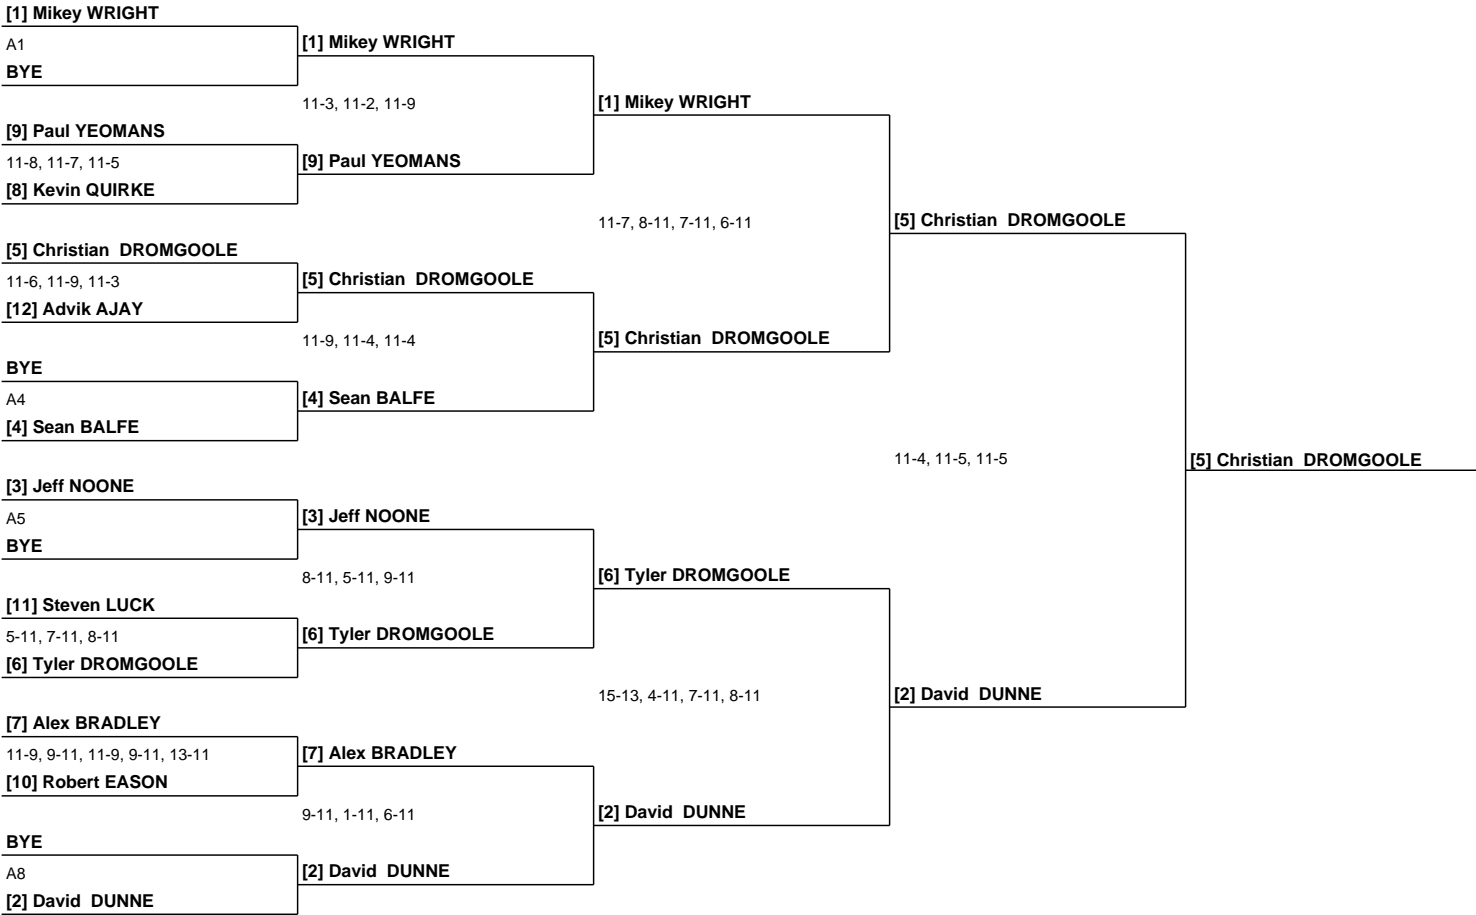 [1] Mikey WRIGHT
A1
BYE
[9] Paul YEOMANS
11-8, 11-7, 11-5
[8] Kevin QUIRKE
[5] Christian  DROMGOOLE
11-6, 11-9, 11-3
[12] Advik AJAY
BYE
A4
[4] Sean BALFE
[3] Jeff NOONE
A5
BYE
[11] Steven LUCK
5-11, 7-11, 8-11
[6] Tyler DROMGOOLE
[7] Alex BRADLEY
11-9, 9-11, 11-9, 9-11, 13-11
[10] Robert EASON
BYE
A8
[2] David  DUNNE
[1] Mikey WRIGHT
11-3, 11-2, 11-9
[9] Paul YEOMANS
[5] Christian  DROMGOOLE
11-9, 11-4, 11-4
[4] Sean BALFE
[3] Jeff NOONE
8-11, 5-11, 9-11
[6] Tyler DROMGOOLE
[7] Alex BRADLEY
9-11, 1-11, 6-11
[2] David  DUNNE
[1] Mikey WRIGHT
11-7, 8-11, 7-11, 6-11
[5] Christian  DROMGOOLE
[6] Tyler DROMGOOLE
15-13, 4-11, 7-11, 8-11
[2] David  DUNNE
[5] Christian  DROMGOOLE
11-4, 11-5, 11-5
[2] David  DUNNE
[5] Christian  DROMGOOLE